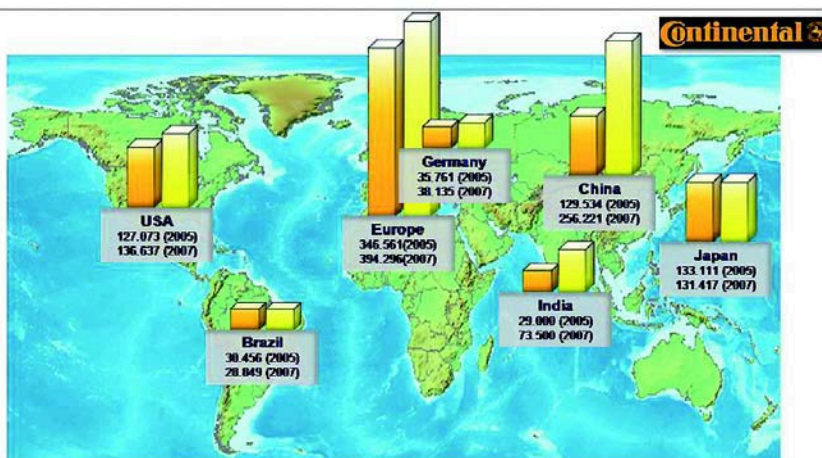 Continental
USA
127.073 (2005)
136.637 (2007)
Europe
346.561(2005)
394.296(2007)
Germany
35.761 (2005)
38.135 (2007)
China
129.534 (2005)
256.221 (2007)
Japan
133.111 (2005)
131.417 (2007)
India
29.000 (2005)
73.500 (2007)
Brazil
30.456 (2005)
28.849 (2007)